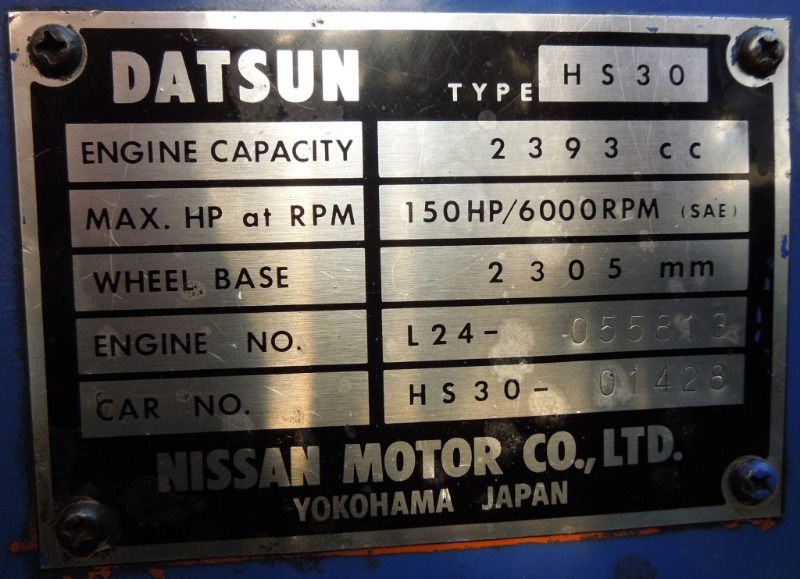 DATSUN TYPE HS30
ENGINE CAPACITY 2393 cc
MAX. HP at RPM 150HP/6000RPM (SAE)
WHEEL BASE 2305 mm
ENGINE NO. L24- 055813
CAR NO. HS30- 01428
NISSAN MOTOR CO., LTD.
YOKOHAMA JAPAN